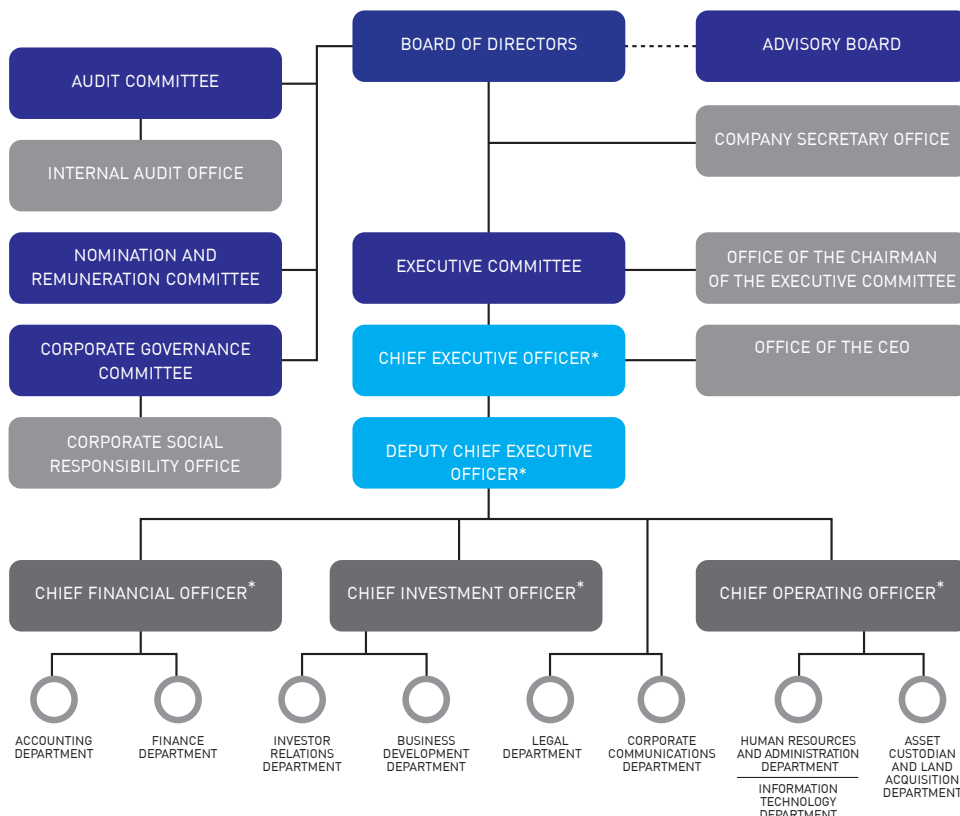 BOARD OF DIRECTORS
ADVISORY BOARD
AUDIT COMMITTEE
COMPANY SECRETARY OFFICE
INTERNAL AUDIT OFFICE
NOMINATION AND
REMUNERATION COMMITTEE
EXECUTIVE COMMITTEE
OFFICE OF THE CHAIRMAN
OF THE EXECUTIVE COMMITTEE
CORPORATE GOVERNANCE
COMMITTEE
CHIEF EXECUTIVE OFFICER*
OFFICE OF THE CEO
CORPORATE SOCIAL
RESPONSIBILITY OFFICE
DEPUTY CHIEF EXECUTIVE
OFFICER*
CHIEF FINANCIAL OFFICER*
CHIEF INVESTMENT OFFICER*
CHIEF OPERATING OFFICER*
ACCOUNTING
DEPARTMENT
FINANCE
DEPARTMENT
INVESTOR
RELATIONS
DEPARTMENT
BUSINESS
DEVELOPMENT
DEPARTMENT
LEGAL
DEPARTMENT
CORPORATE
COMMUNICATIONS
DEPARTMENT
HUMAN RESOURCES
AND ADMINISTRATION
DEPARTMENT
INFORMATION
TECHNOLOGY
DEPARTMENT
ASSET
CUSTODIAN
AND LAND
ACQUISITION
DEPARTMENT